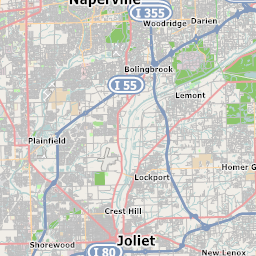 Naperville
I 355
Darien
Woodridge
Bolingbrook
I 55
Lemont
Plainfield
Homer G
Lockport
Crest Hill
Joliet
Shorewood
I 80
New Lenox